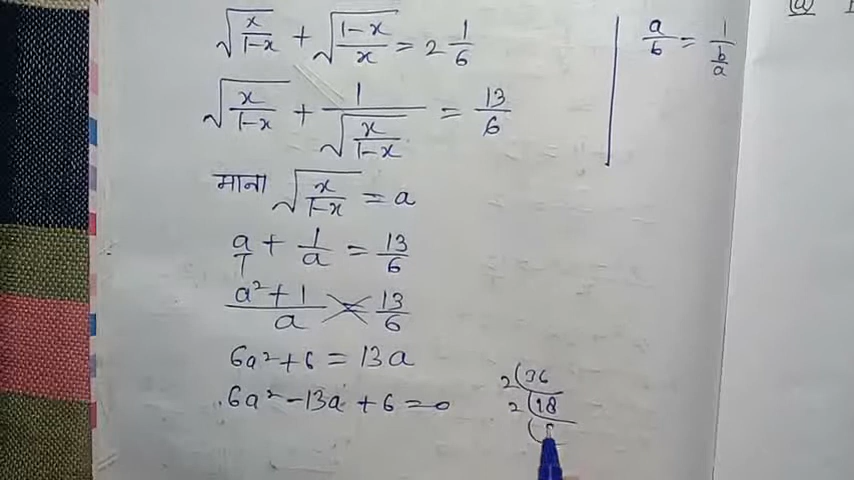 √(x/(1-x)) + √((1-x)/x) = 2 1/6
√(x/(1-x)) + 1/√(x/(1-x)) = 13/6
माना √(x/(1-x)) = a
a/1 + 1/a = 13/6
(a² + 1)/a = 13/6
6a² + 6 = 13a
6a² - 13a + 6 = 0
2 36
2 18
a/b = 1/(b/a)